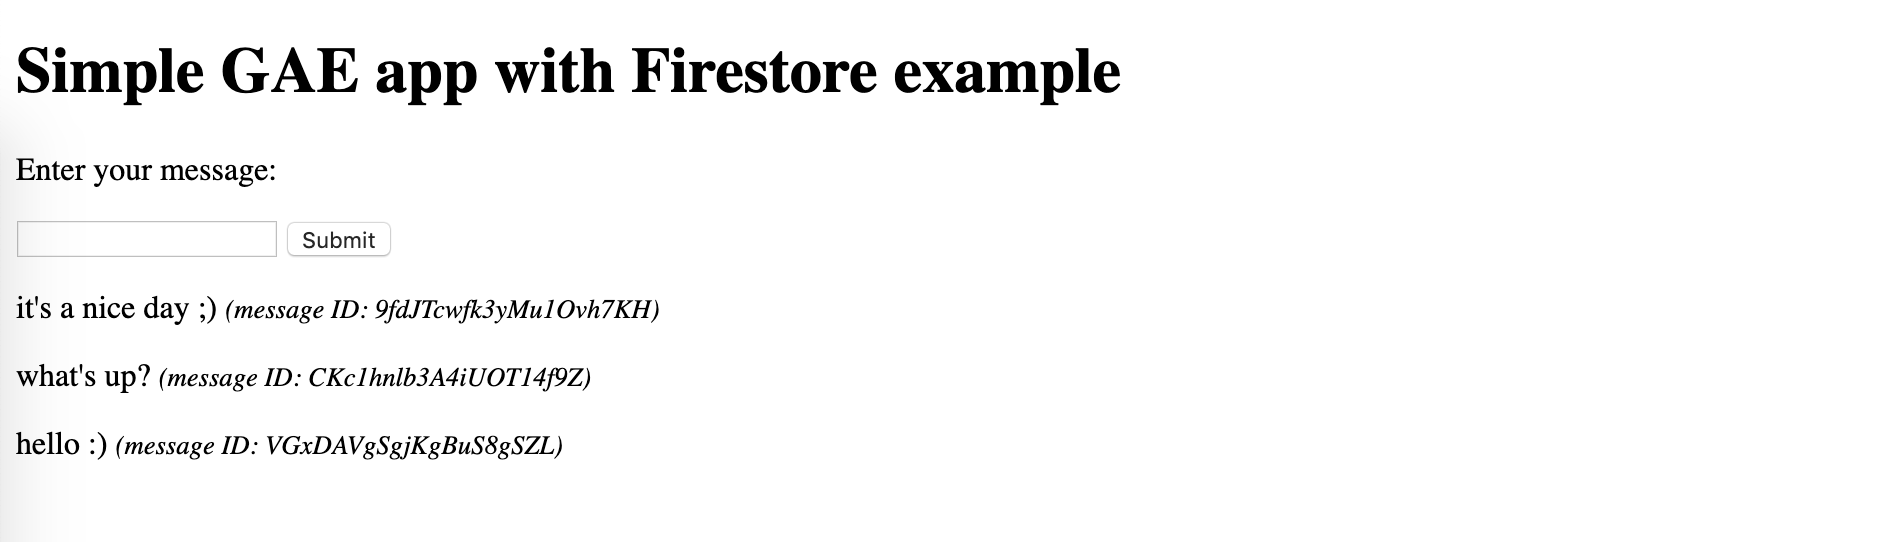 Simple GAE app with Firestore example
Enter your message:
Submit
it's a nice day ;) (message ID: 9fdJTcwfk3yMu1Ovh7KH)
what's up? (message ID: CKc1hnlb3A4iUOT14f9Z)
hello :) (message ID: VGxDAVgSgjKgBuS8gSZL)